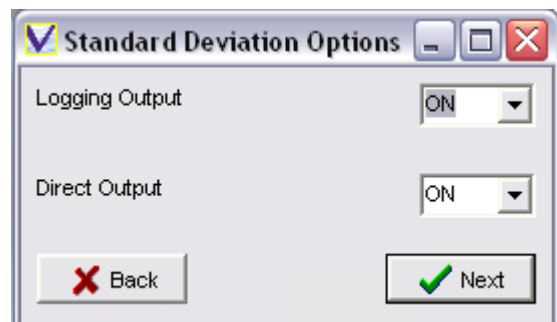 Standard Deviation Options
Logging Output ON
Direct Output ON
Back Next